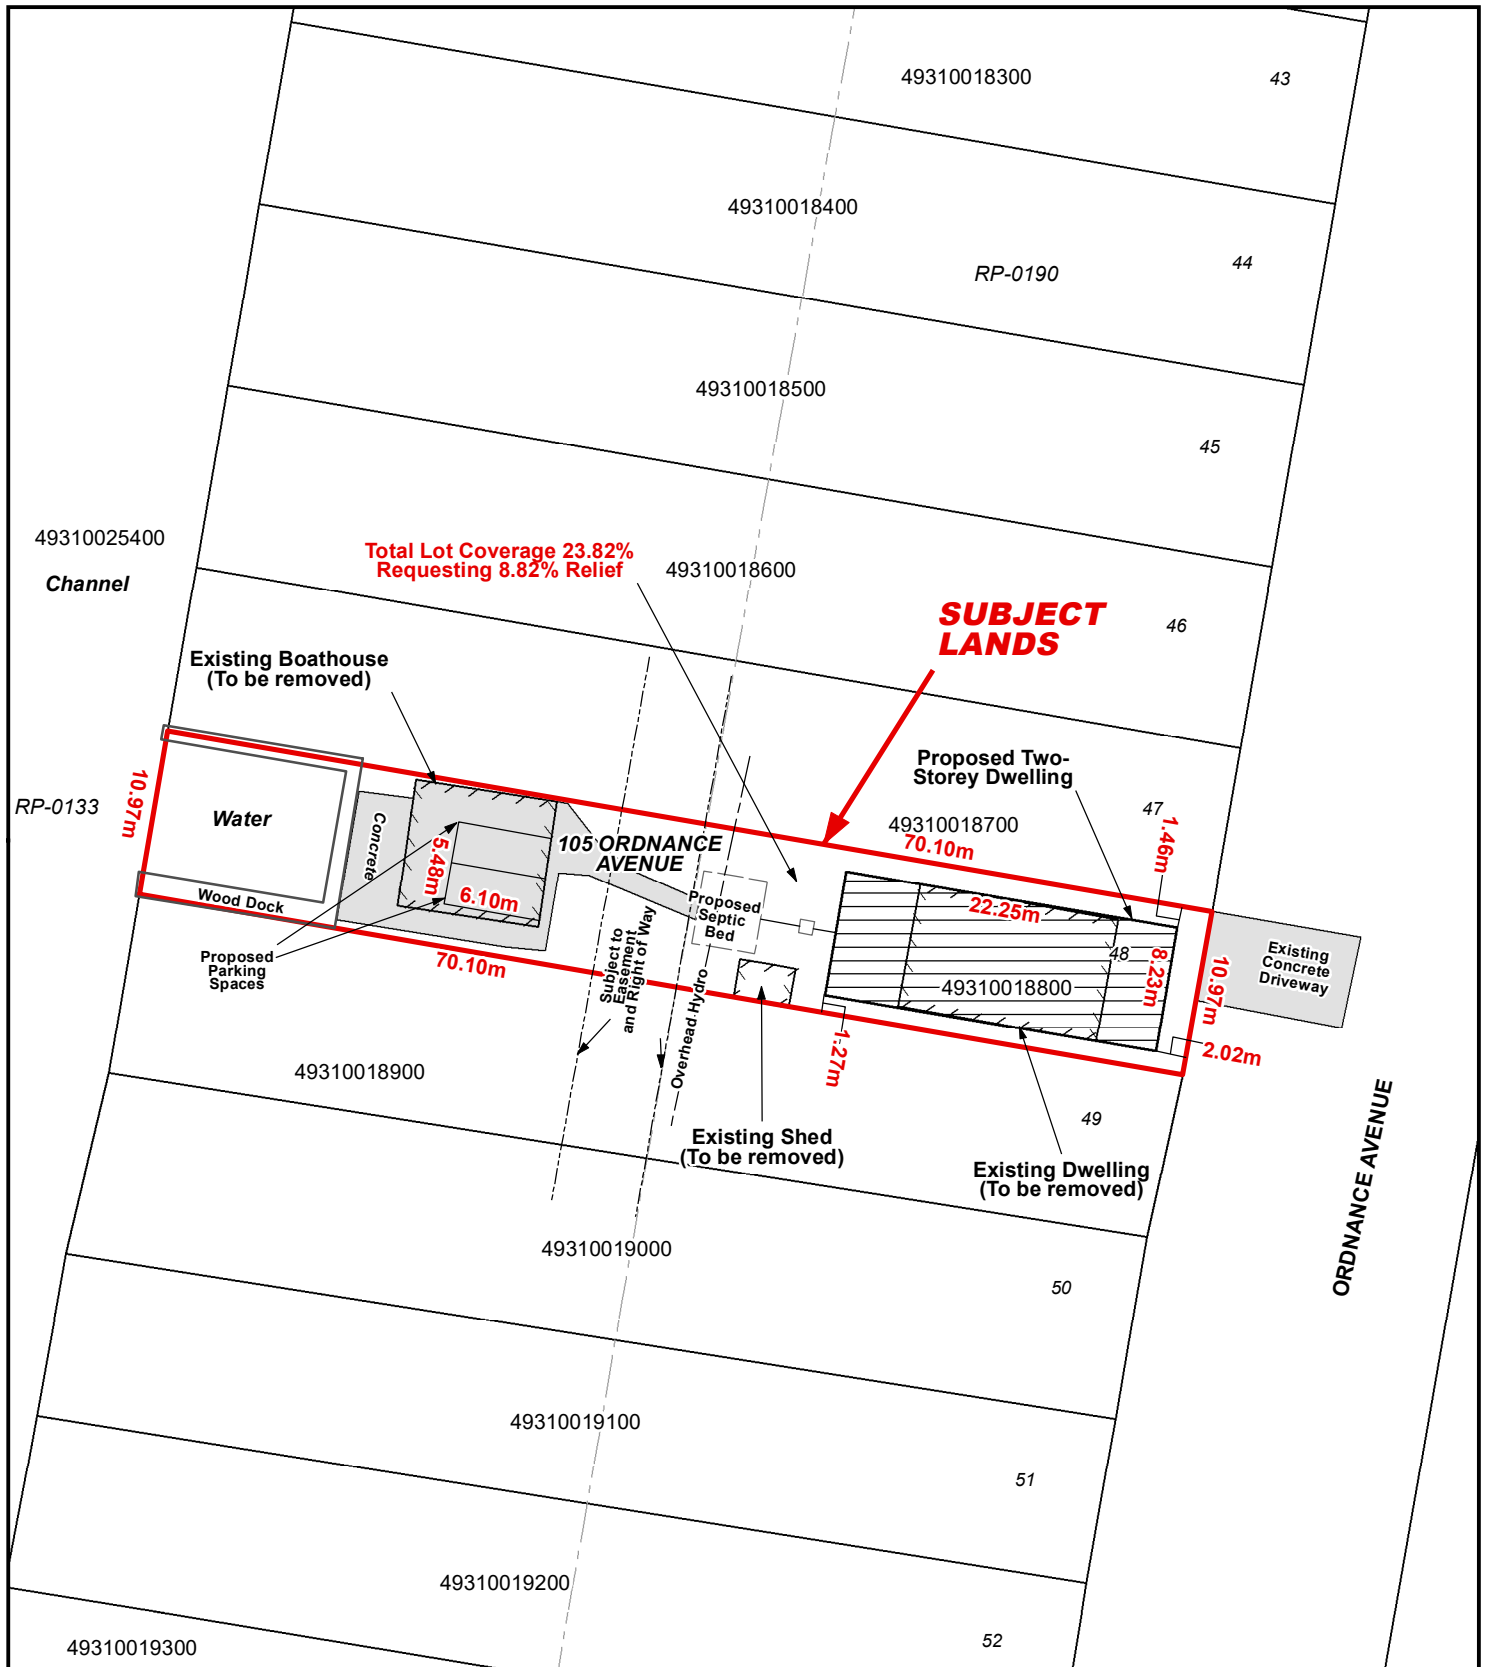 49310018300
43
49310018400
RP-0190
44
49310018500
45
49310025400
Channel
Total Lot Coverage 23.82%
Requesting 8.82% Relief
49310018600
46
SUBJECT
LANDS
Existing Boathouse
(To be removed)
Proposed Two-
Storey Dwelling
47
RP-0133
10.97m
Water
Concrete
5.48m
6.10m
105 ORDNANCE
AVENUE
49310018700
70.10m
1.46m
Wood Dock
Proposed
Parking
Spaces
70.10m
Proposed
Septic
Bed
22.25m
48
8.23m
49310018800
10.97m
Existing
Concrete
Driveway
Subject to
Easement
and Right of Way
Overhead Hydro
1.27m
2.02m
49310018900
49
Existing Shed
(To be removed)
Existing Dwelling
(To be removed)
ORDNANCE AVENUE
49310019000
50
49310019100
51
49310019200
52
49310019300